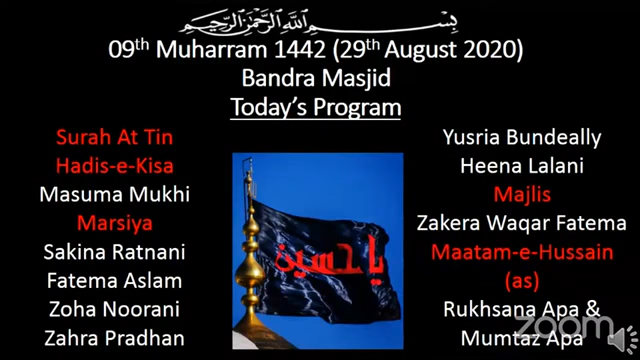 بِسْمِ اللَّهِ الرَّحْمَٰنِ الرَّحِيمِ
09th Muharram 1442 (29th August 2020)
Bandra Masjid
Today’s Program
Surah At Tin
Hadis-e-Kisa
Masuma Mukhi
Marsiya
Sakina Ratnani
Fatema Aslam
Zoha Noorani
Zahra Pradhan
يا حسين
Yusria Bundeally
Heena Lalani
Majlis
Zakera Waqar Fatema
Maatam-e-Hussain
(as)
Rukhsana Apa &
Mumtaz Apa
zoom